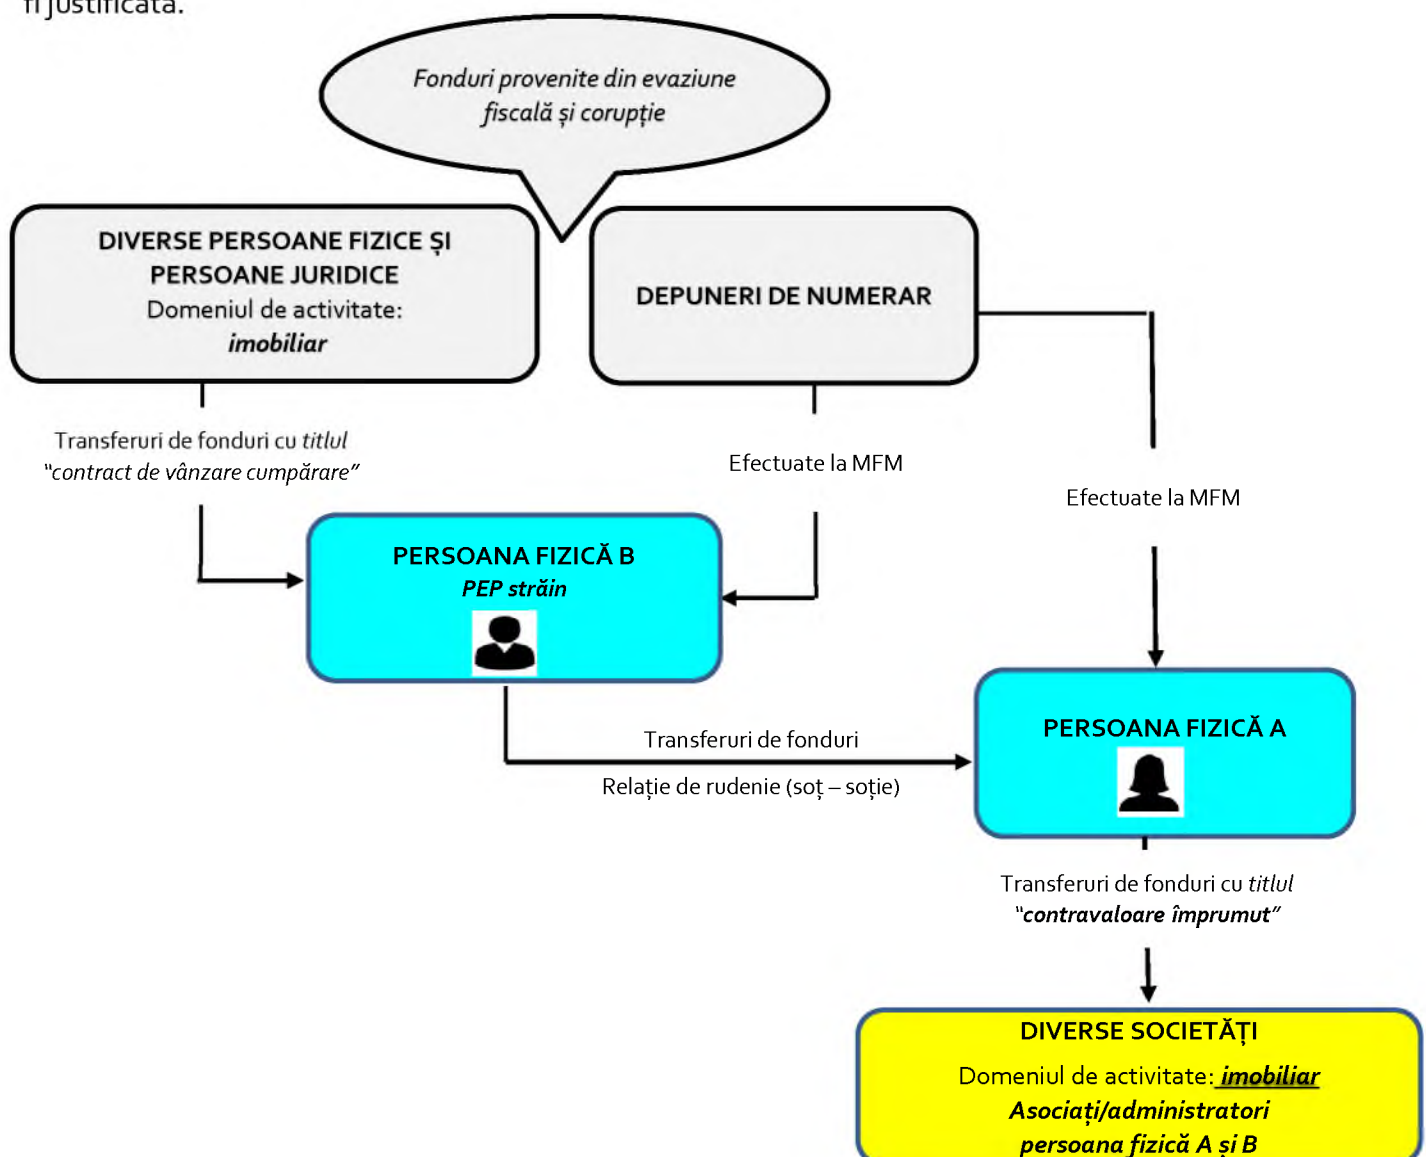 fi justificată.
Fonduri provenite din evaziune
fiscală și corupție
DIVERSE PERSOANE FIZICE ȘI
PERSOANE JURIDICE
Domeniul de activitate:
imobiliar
DEPUNERI DE NUMERAR
Transferuri de fonduri cu titlul
“contract de vânzare cumpărare”
Efectuate la MFM
Efectuate la MFM
PERSOANA FIZICĂ B
PEP străin
PERSOANA FIZICĂ A
Transferuri de fonduri
Relație de rudenie (soț – soție)
Transferuri de fonduri cu titlul
“contravaloare împrumut”
DIVERSE SOCIETĂȚI
Domeniul de activitate: imobiliar
Asociați/administratori
persoana fizică A și B